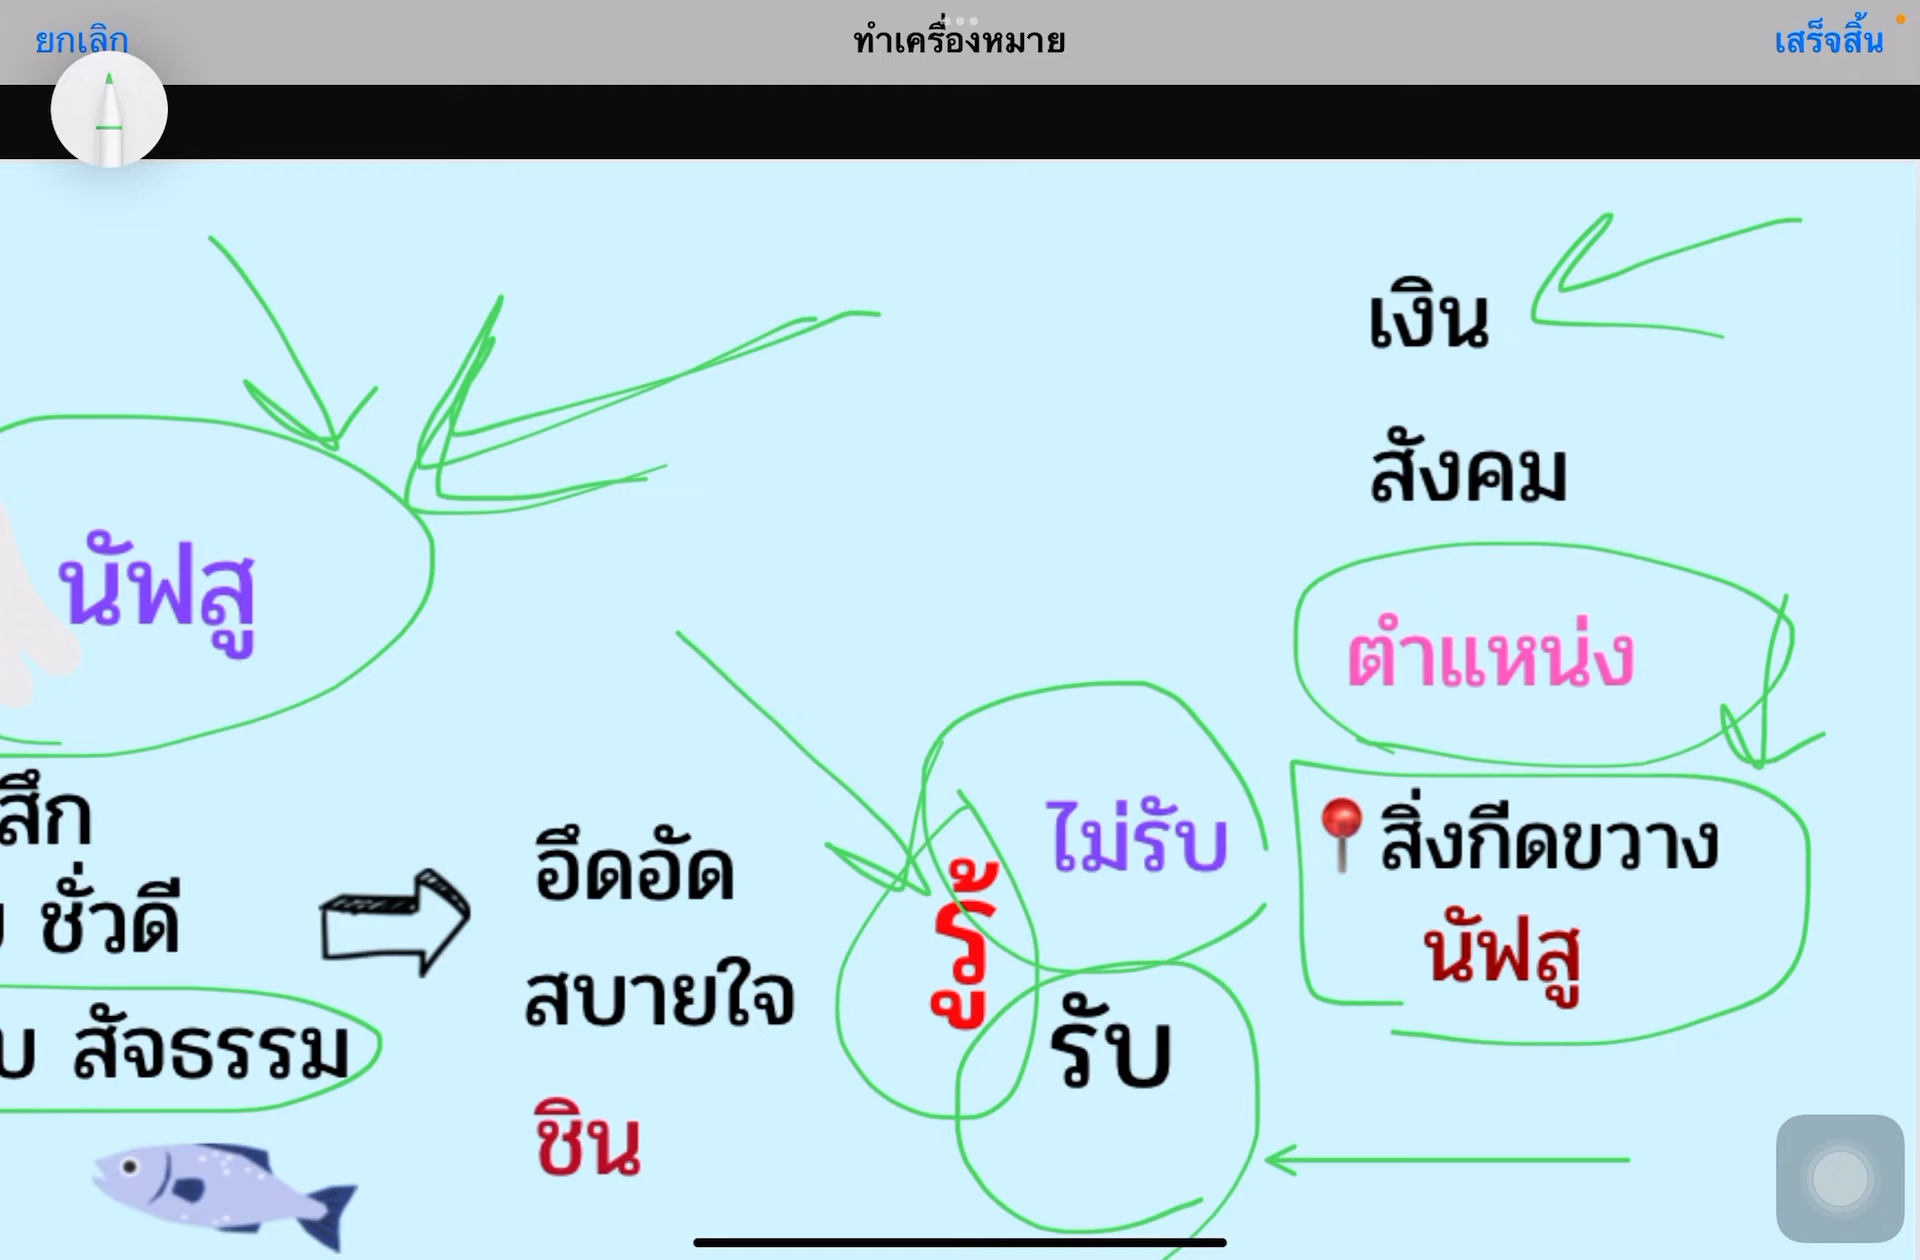 ยกเลิก
ทำเครื่องหมาย
เสร็จสิ้น
เงิน
สังคม
นัฟสู
ตำแหน่ง
สึก
ชั่วดี
สัจธรรม
อึดอัด
สบายใจ
ชิน
รู้
ไม่รับ
รับ
สิ่งกีดขวาง
นัฟสู